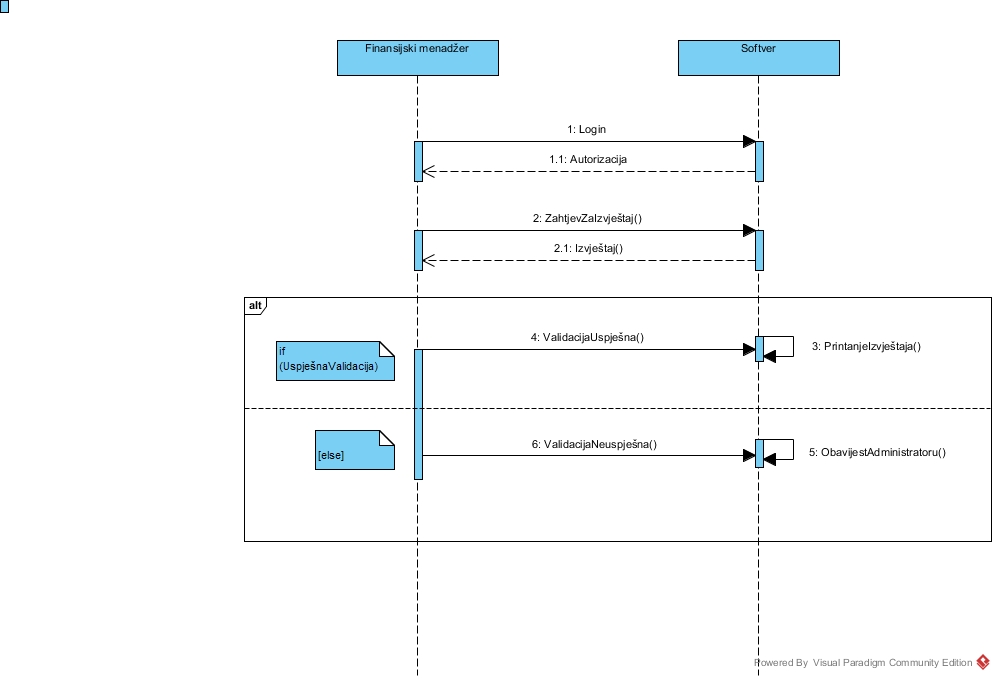 Finansijski menadžer
Softver
1: Login
1.1: Autorizacija
2: ZahtjevZaIzvještaj()
2.1: Izvještaj()
alt
if
(UspješnaValidacija)
4: ValidacijaUspješna()
3: PrintanjeIzvještaja()
[else]
6: ValidacijaNeuspješna()
5: ObavijestAdministratoru()
Powered By Visual Paradigm Community Edition